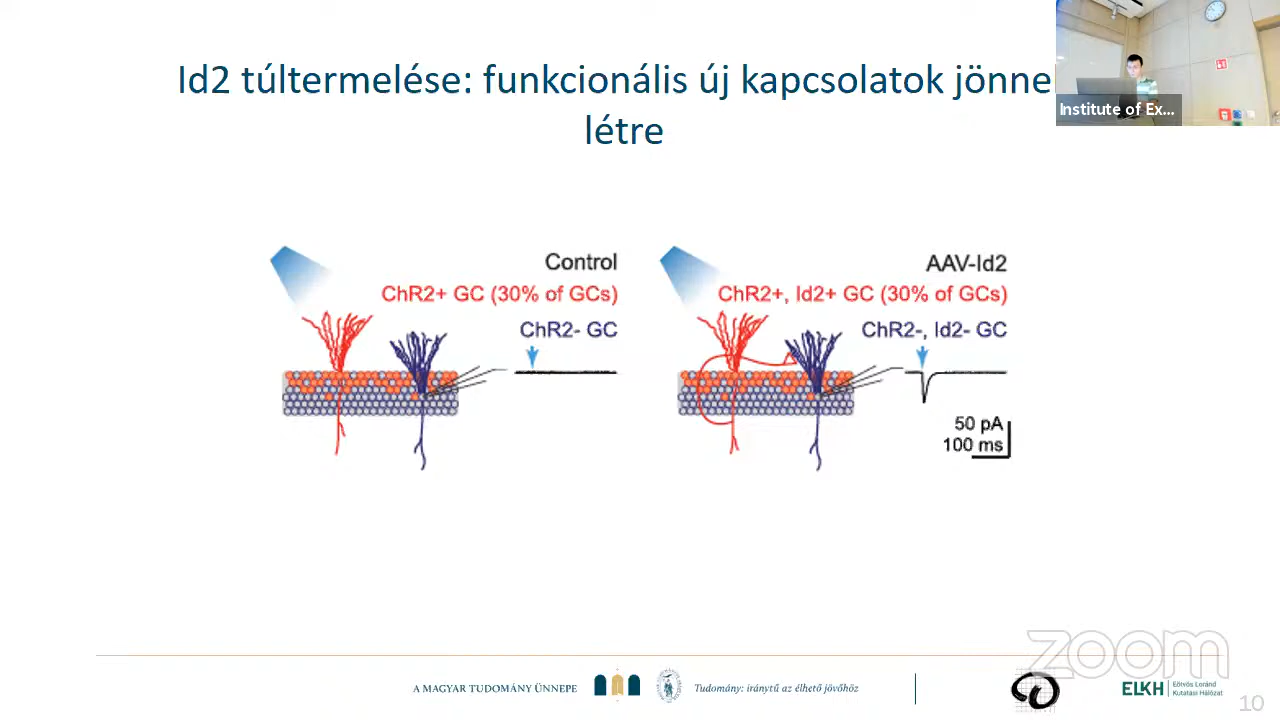 Id2 túltermelése: funkcionális új kapcsolatok jönne
létre
Institute of Ex...
Control
ChR2+ GC (30% of GCs)
ChR2- GC
AAV-Id2
ChR2+, Id2+ GC (30% of GCs)
ChR2-, Id2- GC
50 pA
100 ms
zoom
A MAGYAR TUDOMÁNY ÜNNEPE
Tudomány: iránytű az élhető jövőhöz
ELKH
Eötvös Loránd
Kutatási Hálózat
10